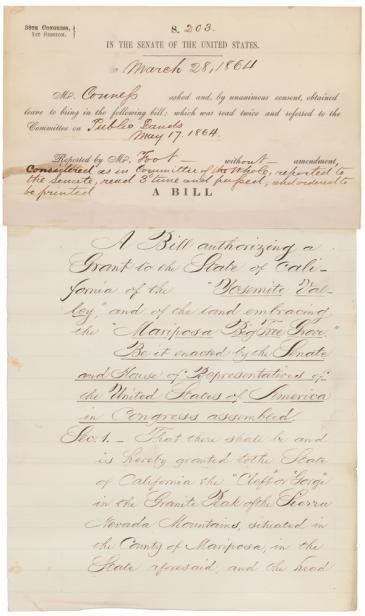 38TH CONGRESS,
1ST SESSION.
S. 203.
IN THE SENATE OF THE UNITED STATES.
March 28, 1864
Mr. Conness asked and, by unanimous consent, obtained
leave to bring in the following bill; which was read twice and referred to the
Committee on Public Lands
May 17, 1864.
Reported by Mr. Foot without amendment,
Considered as in Committee of the Whole, reported to
the Senate, read 3d time and passed, and ordered to
be printed
A BILL
A Bill authorizing a
Grant to the State of Cali-
fornia of the "Yosemite Val-
ley," and of the land embracing
the "Mariposa Big Tree Grove."
Be it enacted by the Senate
and House of Representatives of
the United States of America
in Congress assembled
Sec. 1. – That there shall be and
is hereby granted to the State
of California the "Cleft" or "Gorge"
in the Granite Peak of the Sierra
Nevada Mountains, situated in
the County of Mariposa, in the
State aforesaid, and the head